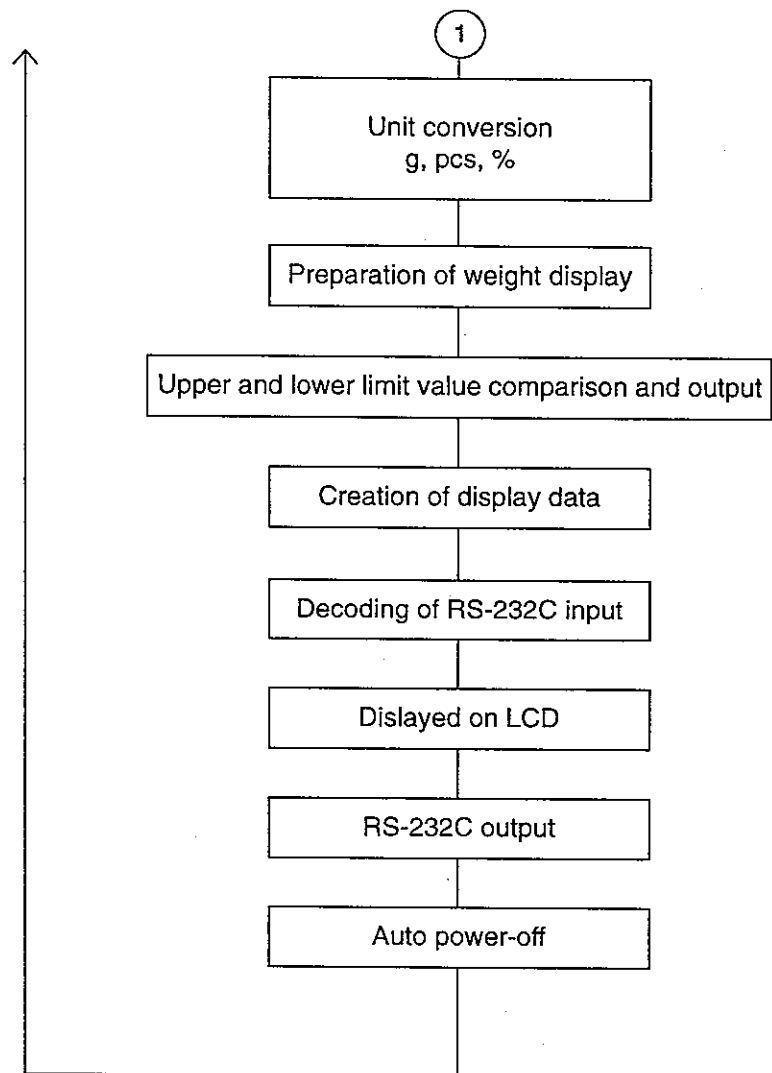 1
Unit conversion
g, pcs, %
Preparation of weight display
Upper and lower limit value comparison and output
Creation of display data
Decoding of RS-232C input
Dislayed on LCD
RS-232C output
Auto power-off